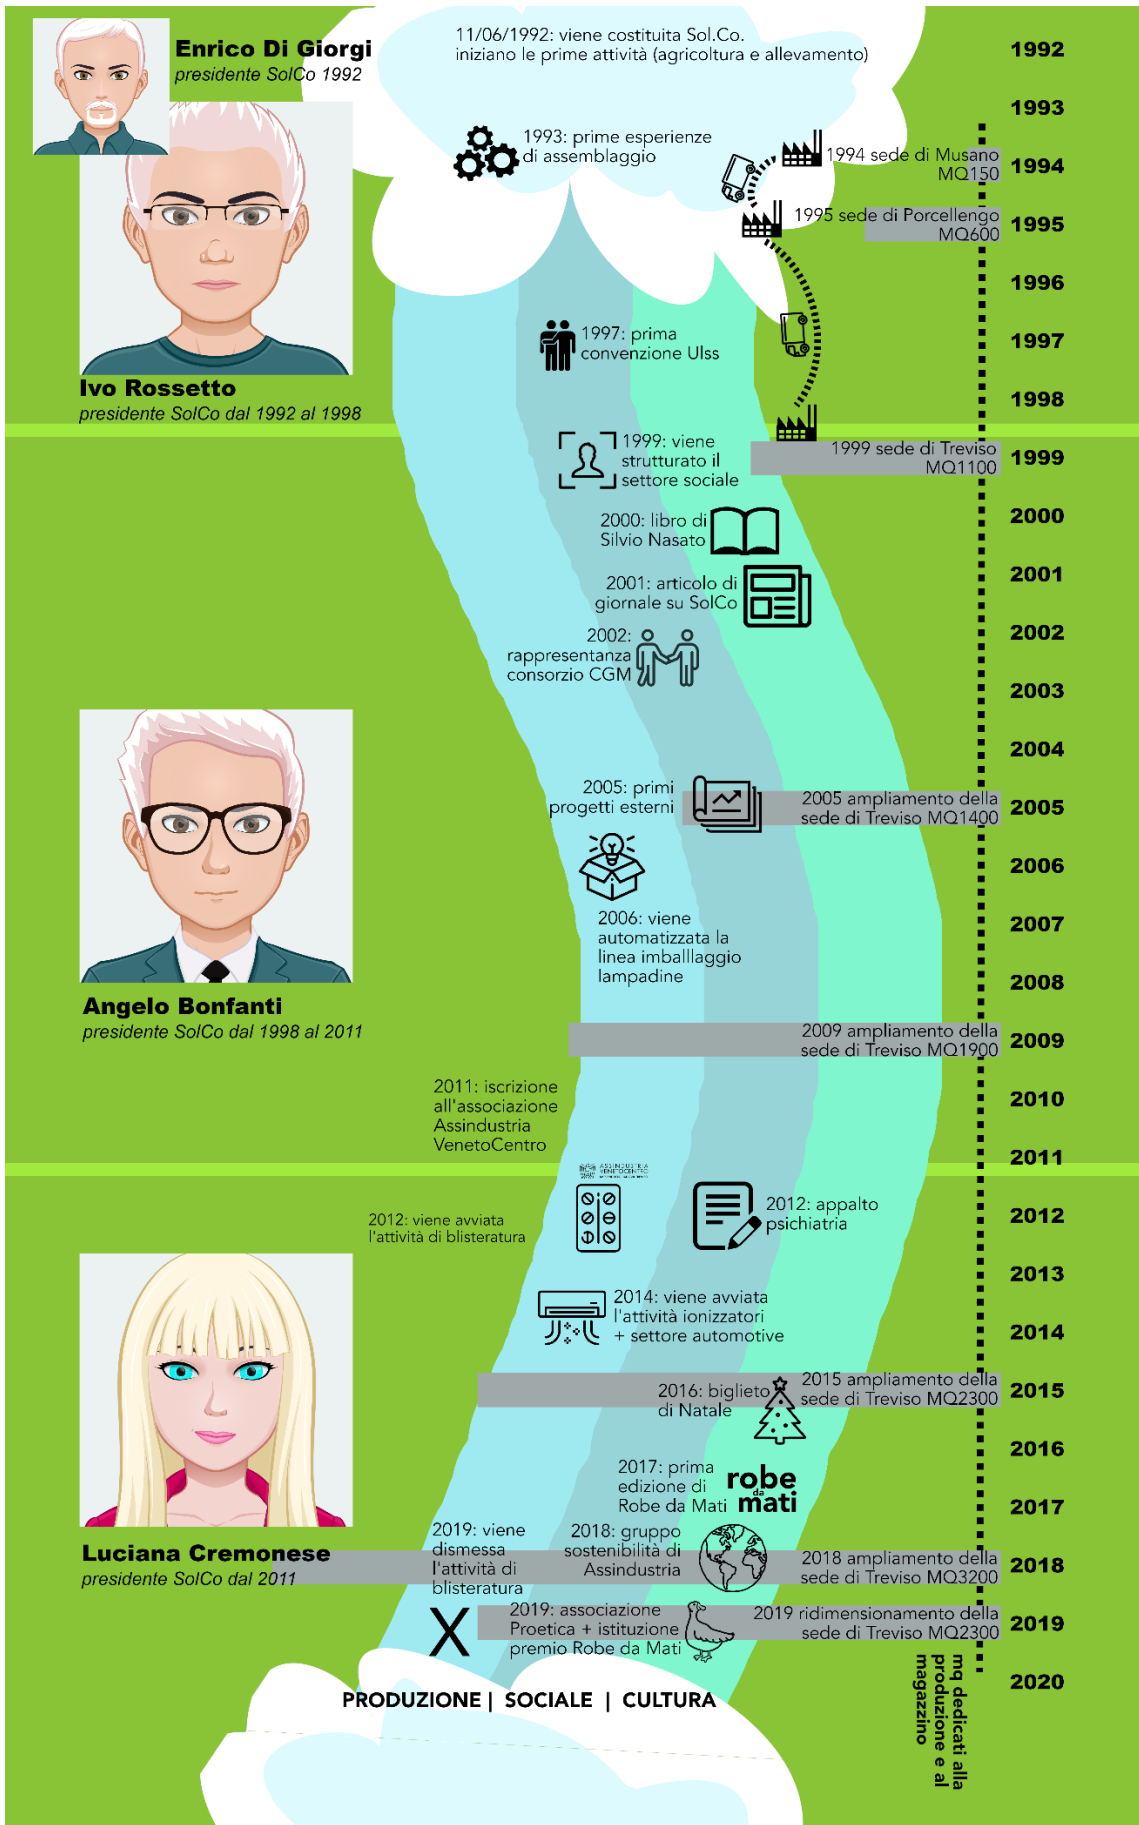 Enrico Di Giorgi
presidente SolCo 1992
11/06/1992: viene costituita Sol.Co.
iniziano le prime attività (agricoltura e allevamento)
1992
1993
1993: prime esperienze
di assemblaggio
1994 sede di Musano
MQ150
1994
1995 sede di Porcellengo
MQ600
1995
1996
1997: prima
convenzione Ulss
1997
Ivo Rossetto
presidente SolCo dal 1992 al 1998
1998
1999: viene
strutturato il
settore sociale
1999 sede di Treviso
MQ1100
1999
2000: libro di
Silvio Nasato
2000
2001: articolo di
giornale su SolCo
2001
2002:
rappresentanza
consorzio CGM
2002
2003
2004
2005: primi
progetti esterni
2005 ampliamento della
sede di Treviso MQ1400
2005
2006
2006: viene
automatizzata la
linea imballlaggio
lampadine
2007
2008
Angelo Bonfanti
presidente SolCo dal 1998 al 2011
2009 ampliamento della
sede di Treviso MQ1900
2009
2011: iscrizione
all'associazione
Assindustria
VenetoCentro
2010
2011
ASSINDUSTRIA
VENETOCENTRO
2012: viene avviata
l'attività di blisteratura
2012: appalto
psichiatria
2012
2013
2014: viene avviata
l'attività ionizzatori
+ settore automotive
2014
2015 ampliamento della
sede di Treviso MQ2300
2015
2016: biglieto
di Natale
2016
2017: prima
edizione di
Robe da Mati
robe
da
mati
2017
Luciana Cremonese
presidente SolCo dal 2011
2019: viene
dismessa
l'attività di
blisteratura
2018: gruppo
sostenibilità di
Assindustria
2018 ampliamento della
sede di Treviso MQ3200
2018
X
2019: associazione
Proetica + istituzione
premio Robe da Mati
2019 ridimensionamento della
sede di Treviso MQ2300
2019
2020
PRODUZIONE | SOCIALE | CULTURA
mq dedicati alla
produzione e al
magazzino